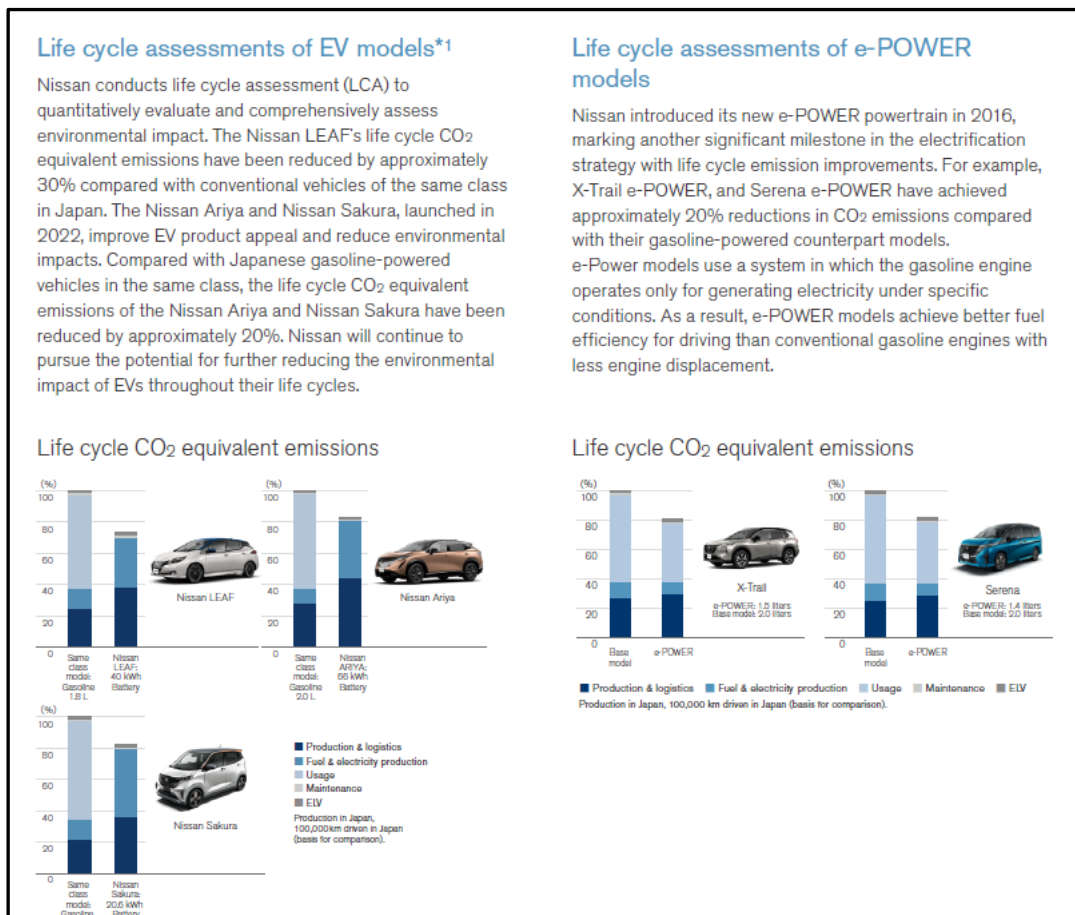 Life cycle assessments of EV models*1
Nissan conducts life cycle assessment (LCA) to
quantitatively evaluate and comprehensively assess
environmental impact. The Nissan LEAF's life cycle CO2
equivalent emissions have been reduced by approximately
30% compared with conventional vehicles of the same class
in Japan. The Nissan Ariya and Nissan Sakura, launched in
2022, improve EV product appeal and reduce environmental
impacts. Compared with Japanese gasoline-powered
vehicles in the same class, the life cycle CO2 equivalent
emissions of the Nissan Ariya and Nissan Sakura have been
reduced by approximately 20%. Nissan will continue to
pursue the potential for further reducing the environmental
impact of EVs throughout their life cycles.
Life cycle CO2 equivalent emissions
(%)
100
80
60
40
20
0
Same
class
model:
Gasoline
1.8 L
Nissan
LEAF:
40 kWh
Battery
Nissan LEAF
(%)
100
80
60
40
20
0
Same
class
model:
Gasoline
2.0 L
Nissan
ARIYA:
66 kWh
Battery
Nissan Ariya
100
80
60
40
20
0
Same
class
model:
Gasoline
Nissan
Sakura:
20.6 kWh
Battery
Nissan Sakura
Production & logistics
Fuel & electricity production
Usage
Maintenance
ELV
Production in Japan,
100,000km driven in Japan
(basis for comparison).
Life cycle assessments of e-POWER
models
Nissan introduced its new e-POWER powertrain in 2016,
marking another significant milestone in the electrification
strategy with life cycle emission improvements. For example,
X-Trail e-POWER, and Serena e-POWER have achieved
approximately 20% reductions in CO2 emissions compared
with their gasoline-powered counterpart models.
e-Power models use a system in which the gasoline engine
operates only for generating electricity under specific
conditions. As a result, e-POWER models achieve better fuel
efficiency for driving than conventional gasoline engines with
less engine displacement.
Life cycle CO2 equivalent emissions
(%)
100
80
60
40
20
0
Base
model
e-POWER
X-Trail
e-POWER: 1.5 liters
Base model: 2.0 liters
(%)
100
80
60
40
20
0
Base
model
e-POWER
Serena
e-POWER: 1.4 liters
Base model: 2.0 liters
Production & logistics Fuel & electricity production Usage Maintenance ELV
Production in Japan, 100,000 km driven in Japan (basis for comparison).